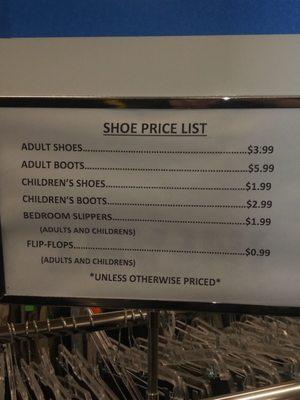 SHOE PRICE LIST
ADULT SHOES..........................................................$3.99
ADULT BOOTS..........................................................$5.99
CHILDREN'S SHOES.................................................$1.99
CHILDREN'S BOOTS.................................................$2.99
BEDROOM SLIPPERS................................................$1.99
(ADULTS AND CHILDRENS)
FLIP-FLOPS............................................................$0.99
(ADULTS AND CHILDRENS)
*UNLESS OTHERWISE PRICED*